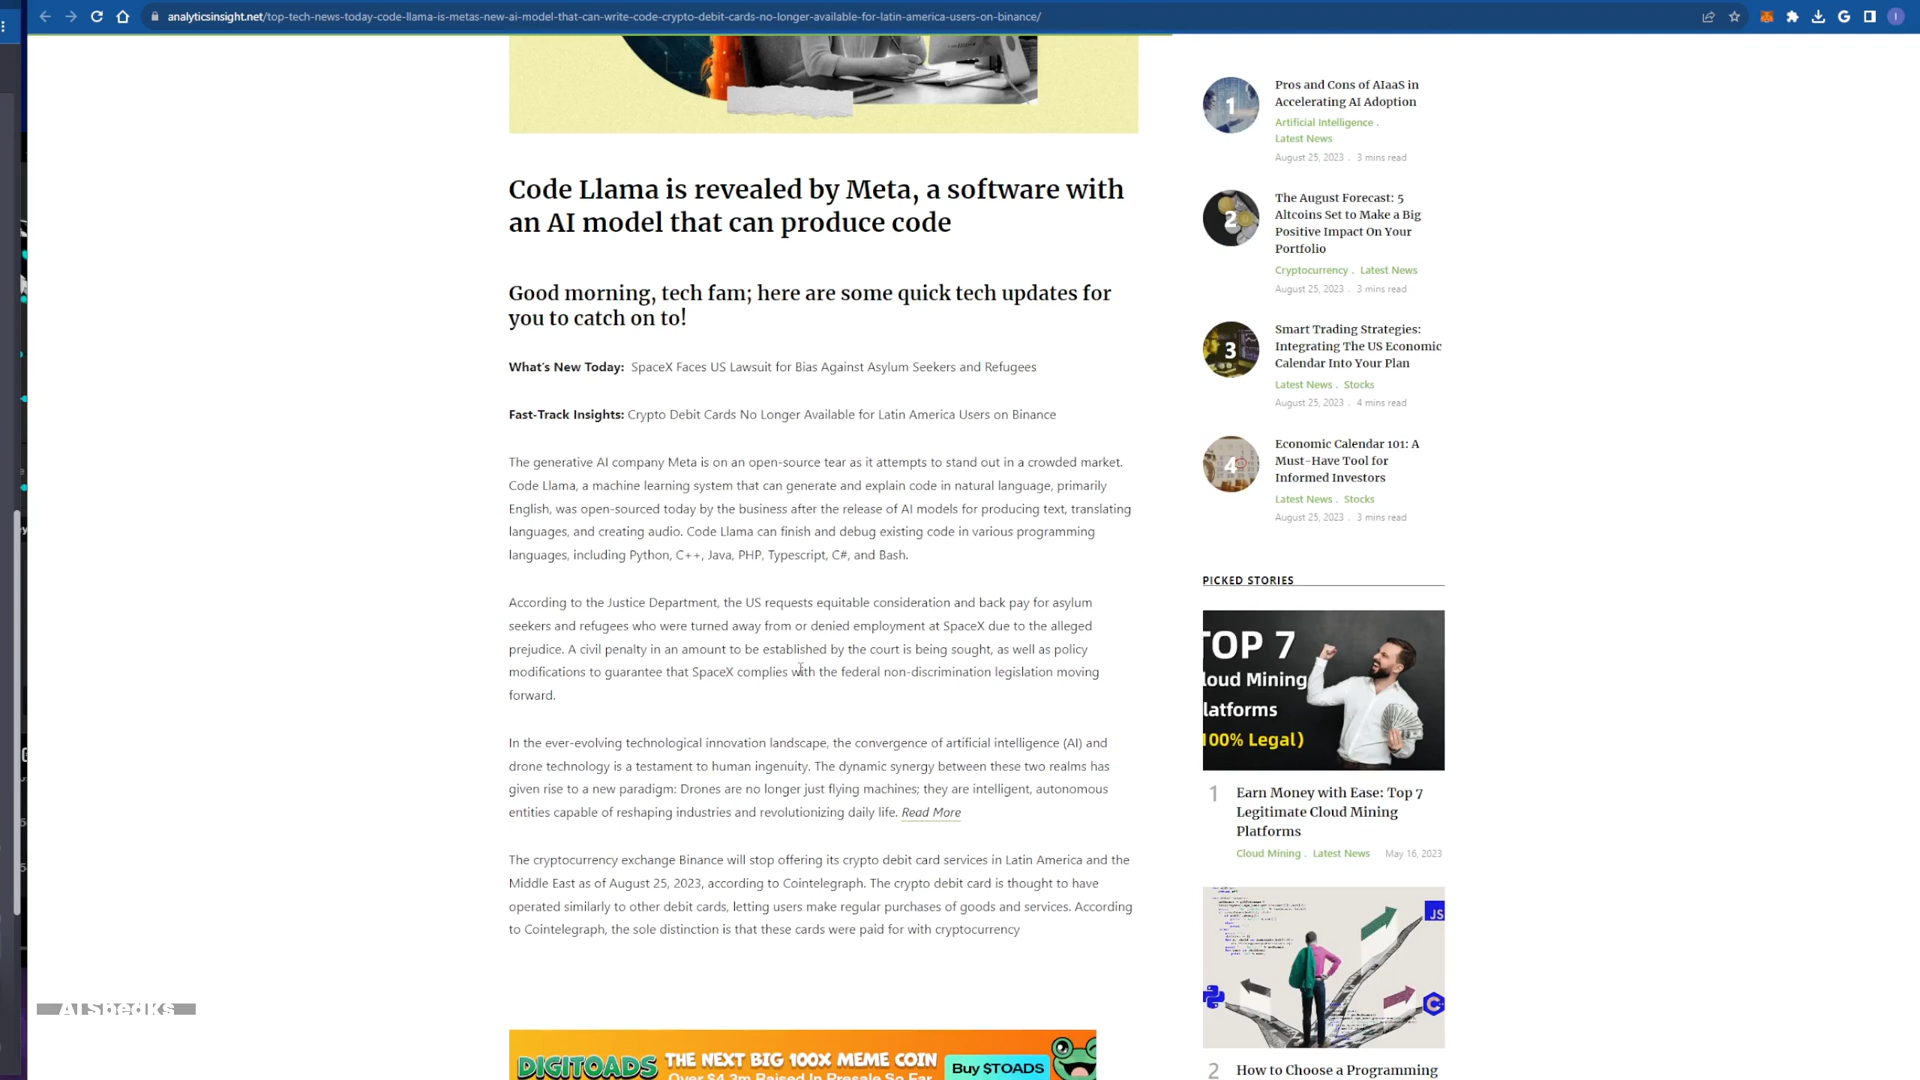 analyticsinsight.net/top-tech-news-today-code-llama-is-metas-new-ai-model-that-can-write-code-crypto-debit-cards-no-longer-available-for-latin-america-users-on-binance/
Code Llama is revealed by Meta, a software with
an AI model that can produce code
Good morning, tech fam; here are some quick tech updates for
you to catch on to!
What's New Today: SpaceX Faces US Lawsuit for Bias Against Asylum Seekers and Refugees
Fast-Track Insights: Crypto Debit Cards No Longer Available for Latin America Users on Binance
The generative AI company Meta is on an open-source tear as it attempts to stand out in a crowded market.
Code Llama, a machine learning system that can generate and explain code in natural language, primarily
English, was open-sourced today by the business after the release of AI models for producing text, translating
languages, and creating audio. Code Llama can finish and debug existing code in various programming
languages, including Python, C++, Java, PHP, Typescript, C#, and Bash.
According to the Justice Department, the US requests equitable consideration and back pay for asylum
seekers and refugees who were turned away from or denied employment at SpaceX due to the alleged
prejudice. A civil penalty in an amount to be established by the court is being sought, as well as policy
modifications to guarantee that SpaceX complies with the federal non-discrimination legislation moving
forward.
In the ever-evolving technological innovation landscape, the convergence of artificial intelligence (AI) and
drone technology is a testament to human ingenuity. The dynamic synergy between these two realms has
given rise to a new paradigm: Drones are no longer just flying machines; they are intelligent, autonomous
entities capable of reshaping industries and revolutionizing daily life. Read More
The cryptocurrency exchange Binance will stop offering its crypto debit card services in Latin America and the
Middle East as of August 25, 2023, according to Cointelegraph. The crypto debit card is thought to have
operated similarly to other debit cards, letting users make regular purchases of goods and services. According
to Cointelegraph, the sole distinction is that these cards were paid for with cryptocurrency
AI Speaks
DIGITOADS THE NEXT BIG 100X MEME COIN
Over $4.3m Raised In Presale So Far
Buy $TOADS
1
Pros and Cons of AIaaS in
Accelerating AI Adoption
Artificial Intelligence .
Latest News
August 25, 2023 . 3 mins read
2
The August Forecast: 5
Altcoins Set to Make a Big
Positive Impact On Your
Portfolio
Cryptocurrency . Latest News
August 25, 2023 . 3 mins read
3
Smart Trading Strategies:
Integrating The US Economic
Calendar Into Your Plan
Latest News . Stocks
August 25, 2023 . 4 mins read
4
Economic Calendar 101: A
Must-Have Tool for
Informed Investors
Latest News . Stocks
August 25, 2023 . 3 mins read
PICKED STORIES
TOP 7
loud Mining
latforms
100% Legal)
1 Earn Money with Ease: Top 7
Legitimate Cloud Mining
Platforms
Cloud Mining . Latest News May 16, 2023
JS
2 How to Choose a Programming